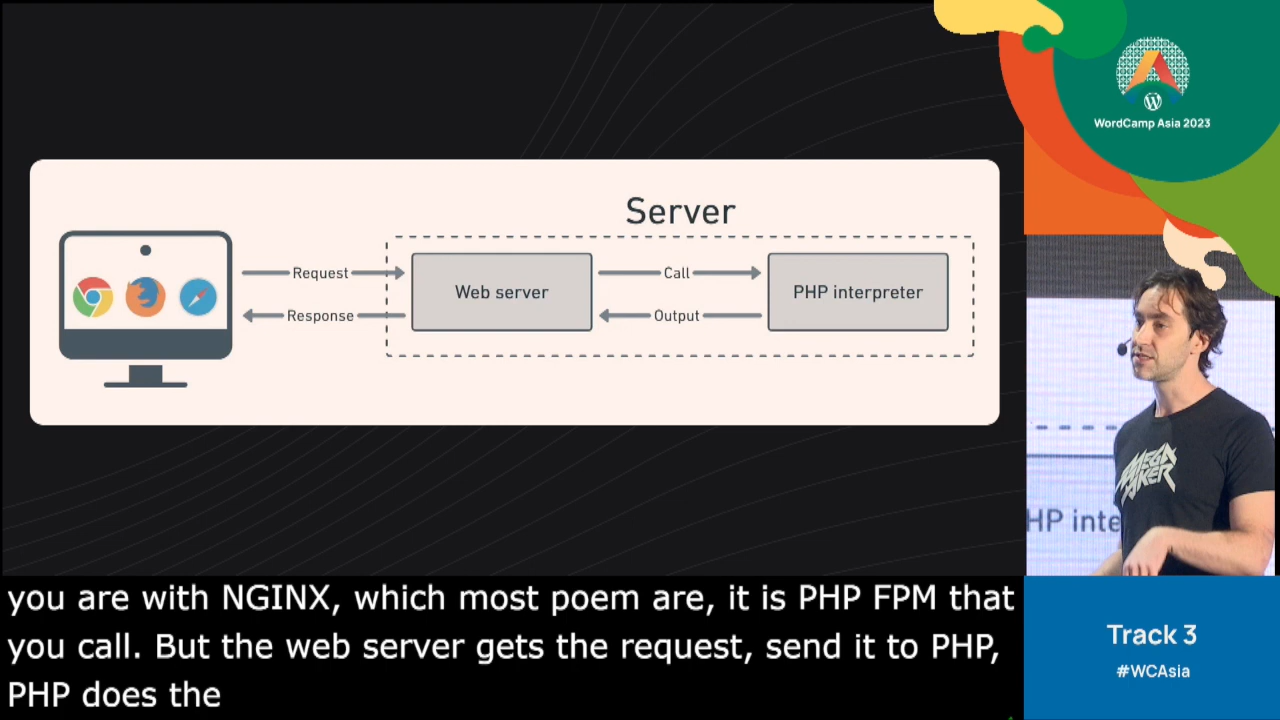 WordCamp Asia 2023
Server
Request
Web server
Call
PHP interpreter
Response
Output
MEGA
MAKER
HP inte
you are with NGINX, which most poem are, it is PHP FPM that
you call. But the web server gets the request, send it to PHP,
PHP does the
Track 3
#WCAsia